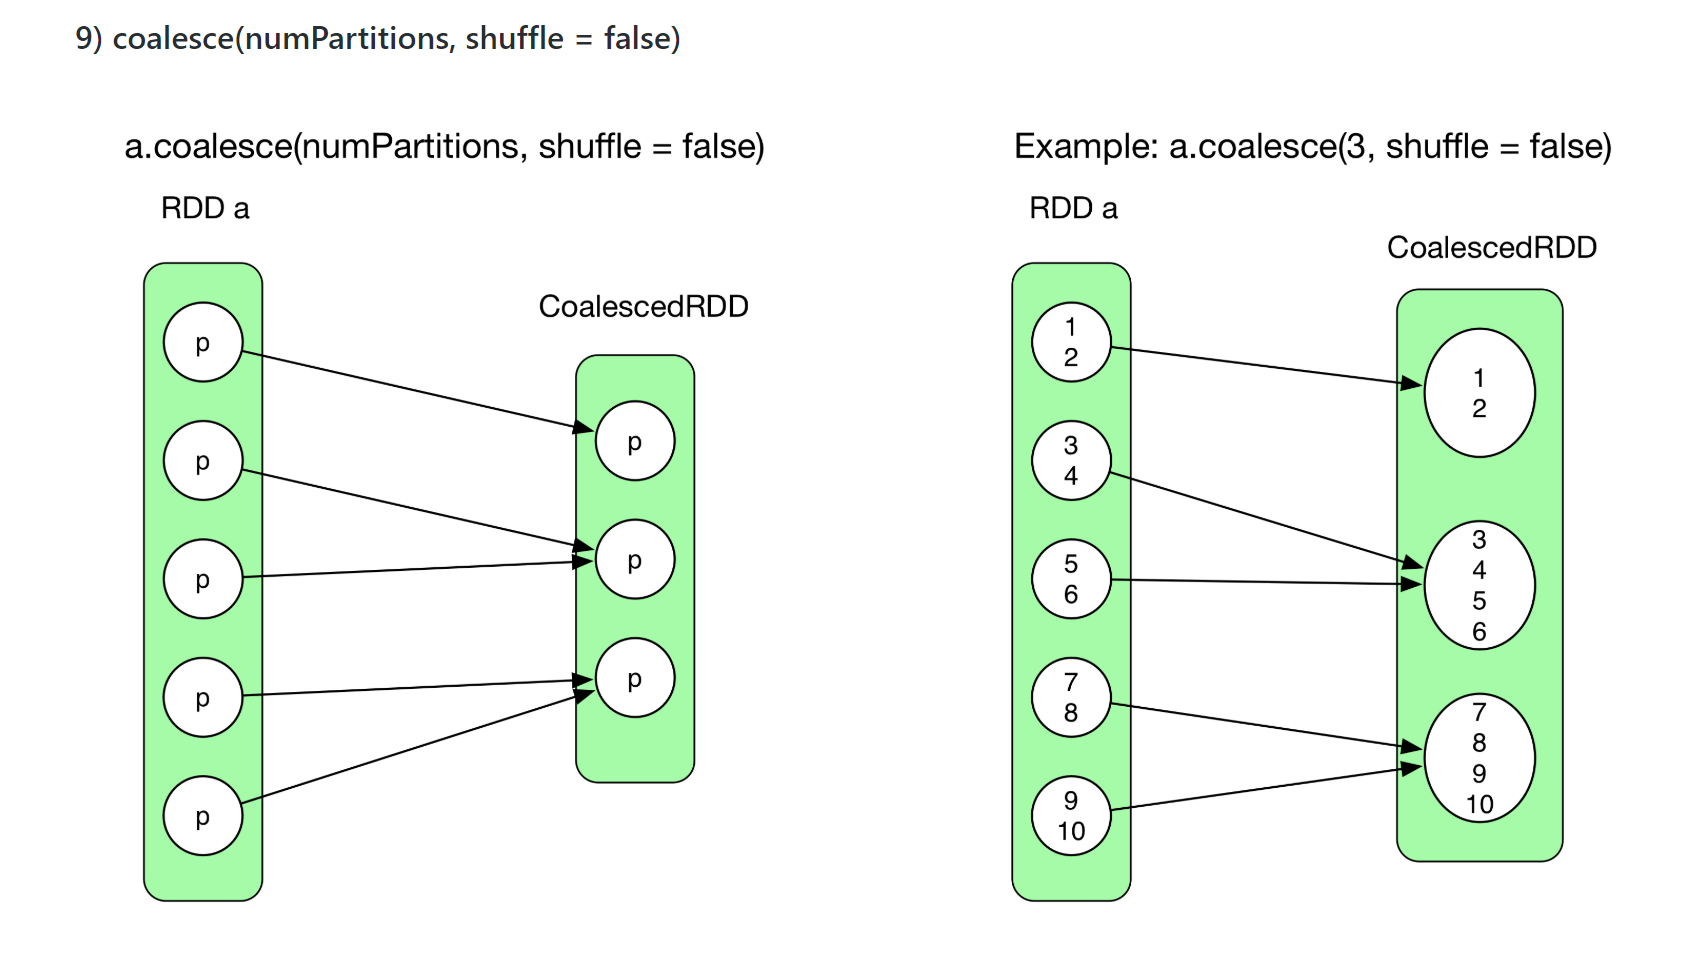 9) coalesce(numPartitions, shuffle = false)
a.coalesce(numPartitions, shuffle = false)
RDD a
CoalescedRDD
p
p
p
p
p
p
p
p
Example: a.coalesce(3, shuffle = false)
RDD a
CoalescedRDD
1
2
3
4
5
6
7
8
9
10
1
2
3
4
5
6
7
8
9
10